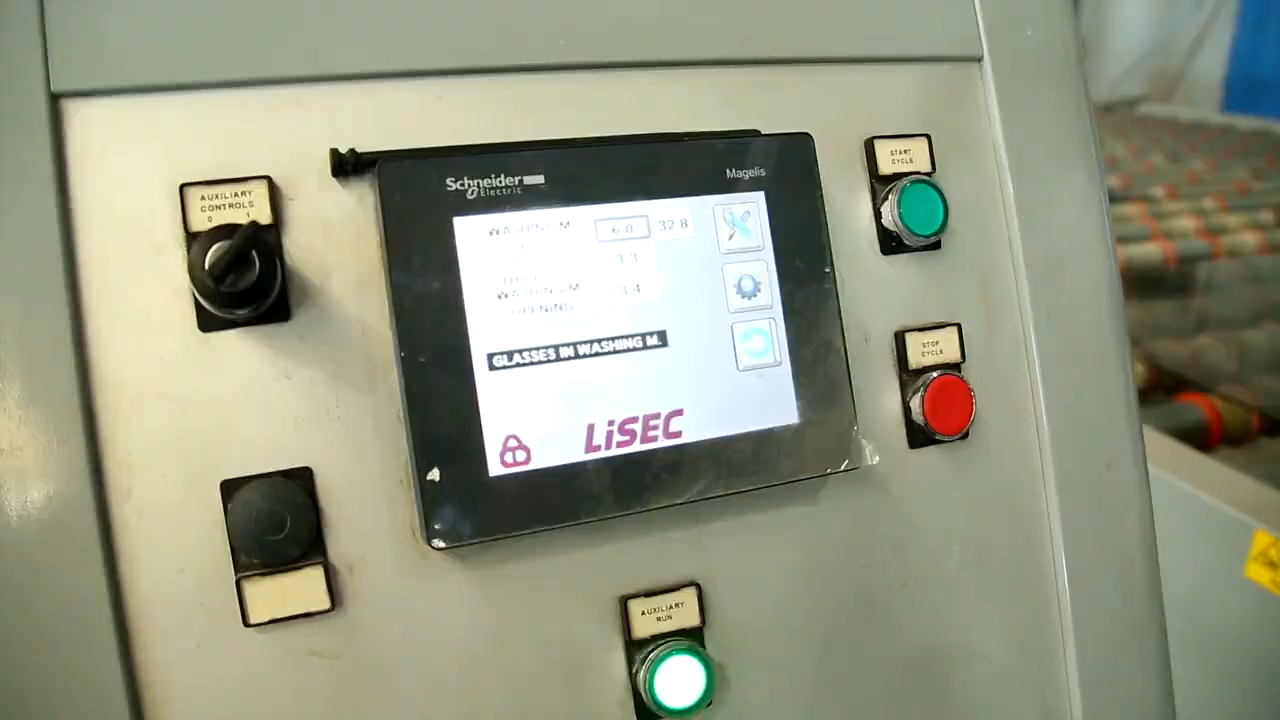 AUXILIARY
CONTROLS
0 1
Schneider
Electric
Magelis
WASHING M.
6.0 32.8
3.3
WASHING M.
3.4
OPENING
GLASSES IN WASHING M.
LiSEC
START
CYCLE
STOP
CYCLE
AUXILIARY
RUN